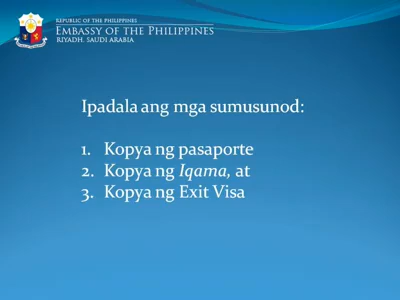 REPUBLIC OF THE PHILIPPINES
EMBASSY OF THE PHILIPPINES
RIYADH, SAUDI ARABIA
Ipadala ang mga sumusunod:
1. Kopya ng pasaporte
2. Kopya ng Iqama, at
3. Kopya ng Exit Visa